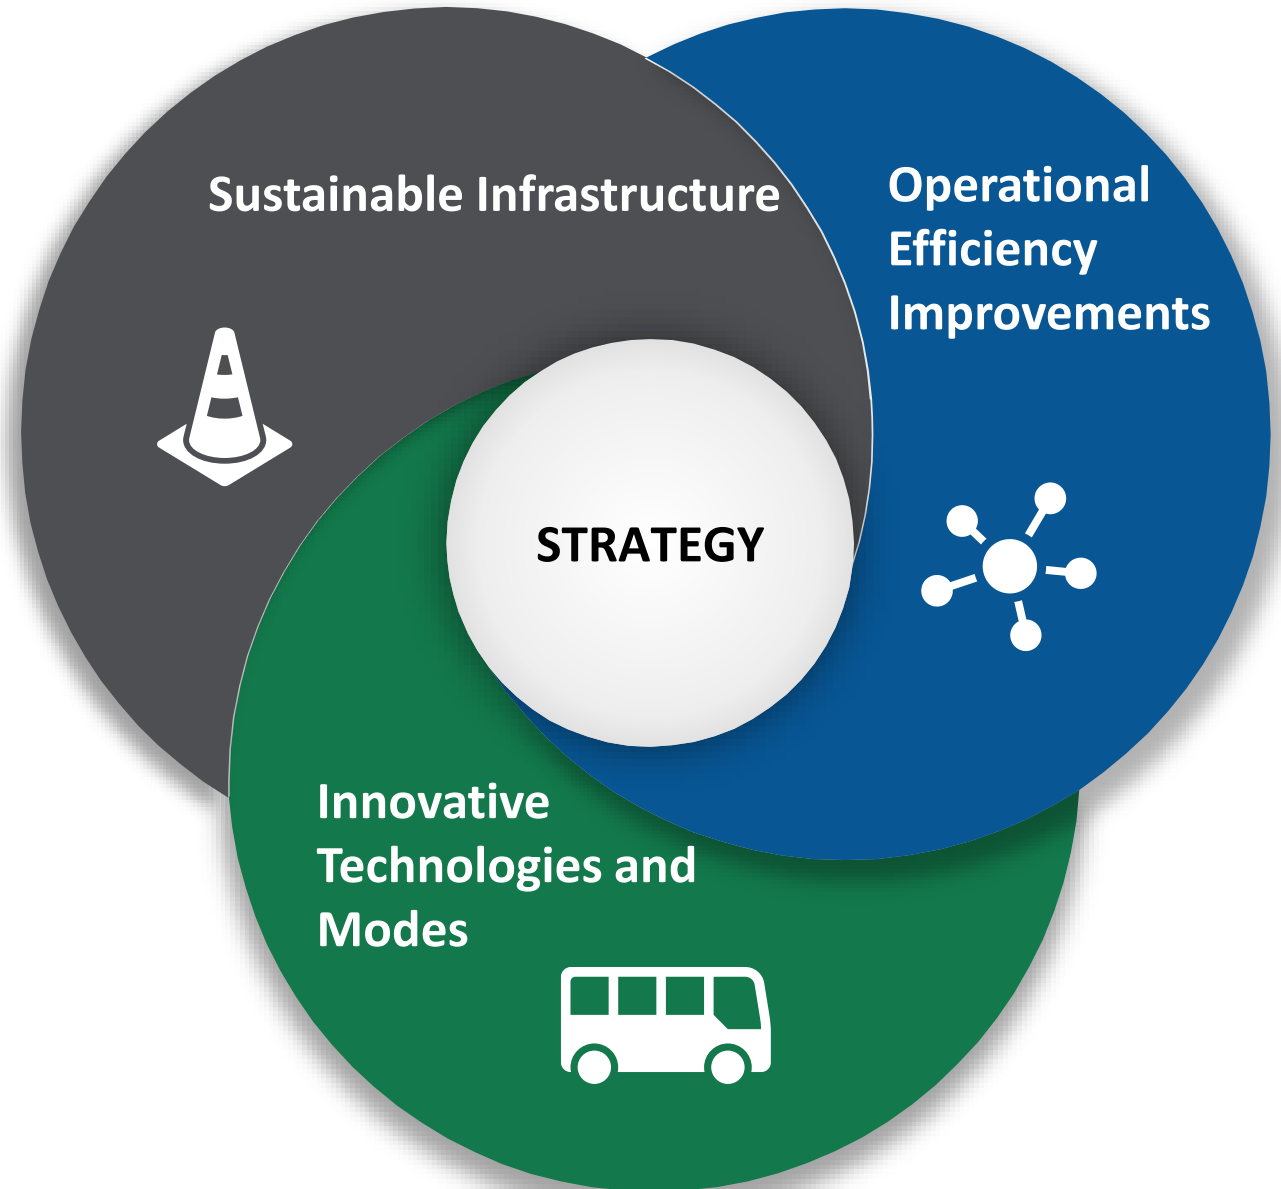 Sustainable Infrastructure
Operational
Efficiency
Improvements
STRATEGY
Innovative
Technologies and
Modes